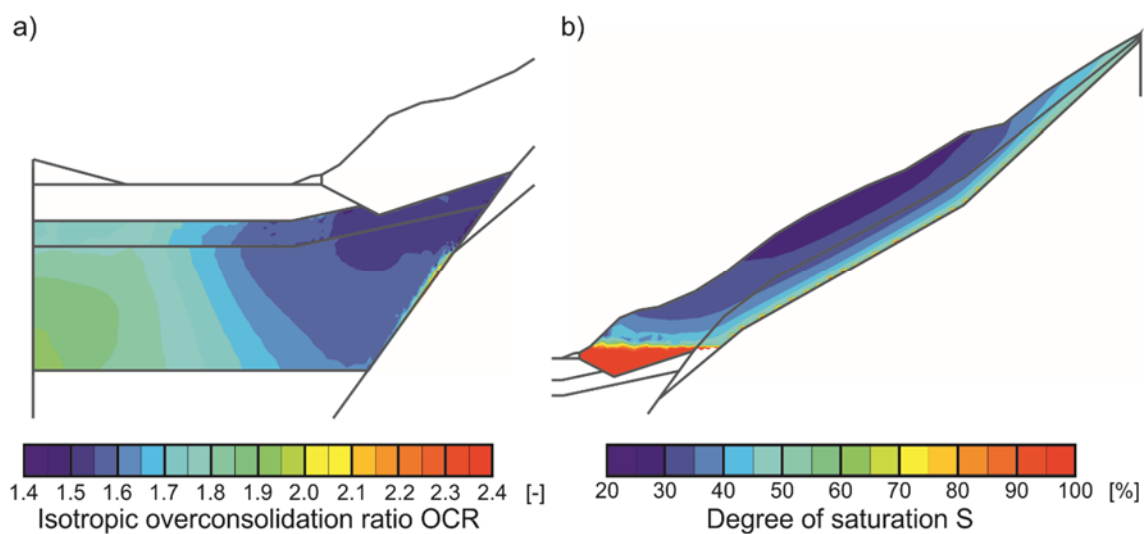 a)
b)
1.4 1.5 1.6 1.7 1.8 1.9 2.0 2.1 2.2 2.3 2.4 [-]
Isotropic overconsolidation ratio OCR
20 30 40 50 60 70 80 90 100 [%]
Degree of saturation S